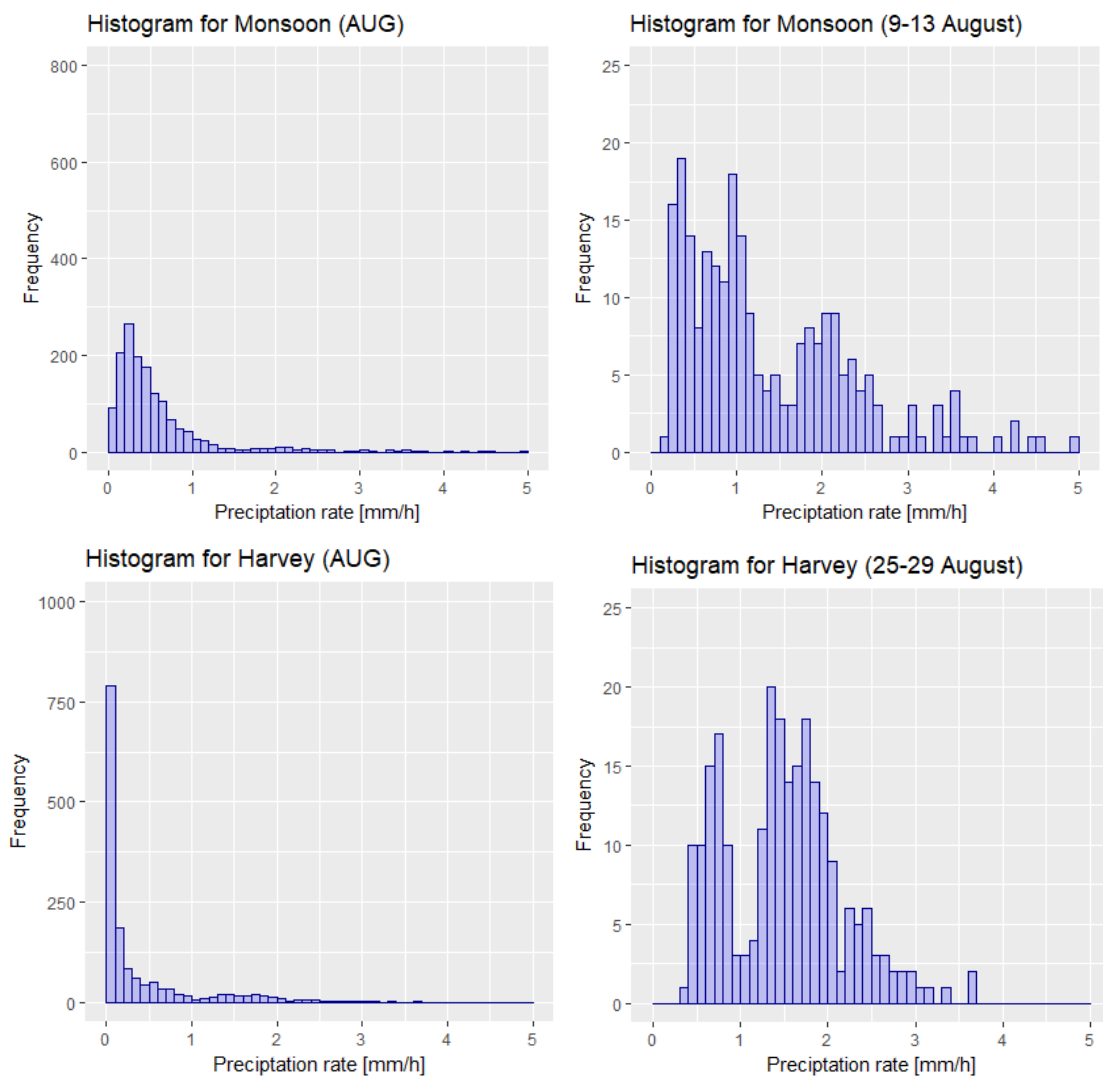 Histogram for Monsoon (AUG)
800
600
400
200
0
Frequency
0 1 2 3 4 5
Preciptation rate [mm/h]
Histogram for Monsoon (9-13 August)
25
20
15
10
5
0
Frequency
0 1 2 3 4 5
Preciptation rate [mm/h]
Histogram for Harvey (AUG)
1000
750
500
250
0
Frequency
0 1 2 3 4 5
Preciptation rate [mm/h]
Histogram for Harvey (25-29 August)
25
20
15
10
5
0
Frequency
0 1 2 3 4 5
Preciptation rate [mm/h]